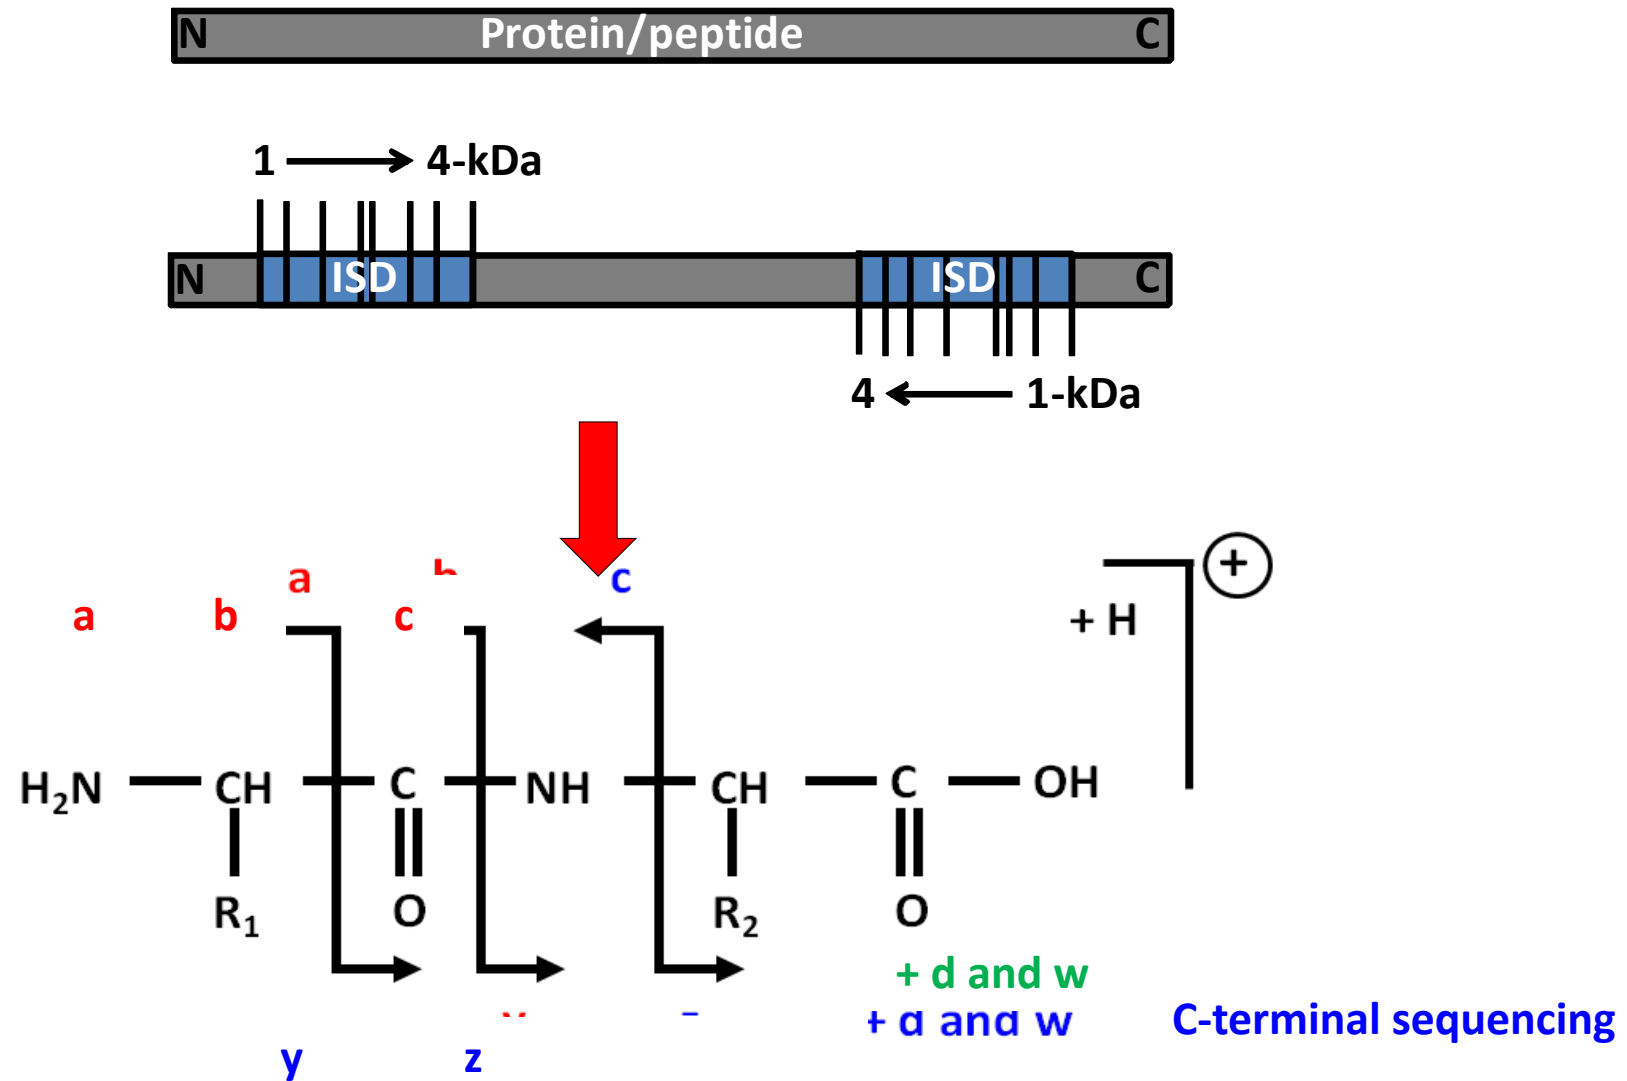 N Protein/peptide C
1 4-kDa
N ISD ISD C
4 1-kDa
a c
a b c
+ H +
H₂N CH C NH CH C OH
R₁ O R₂ O
+ d and w
+ d and w C-terminal sequencing
y z